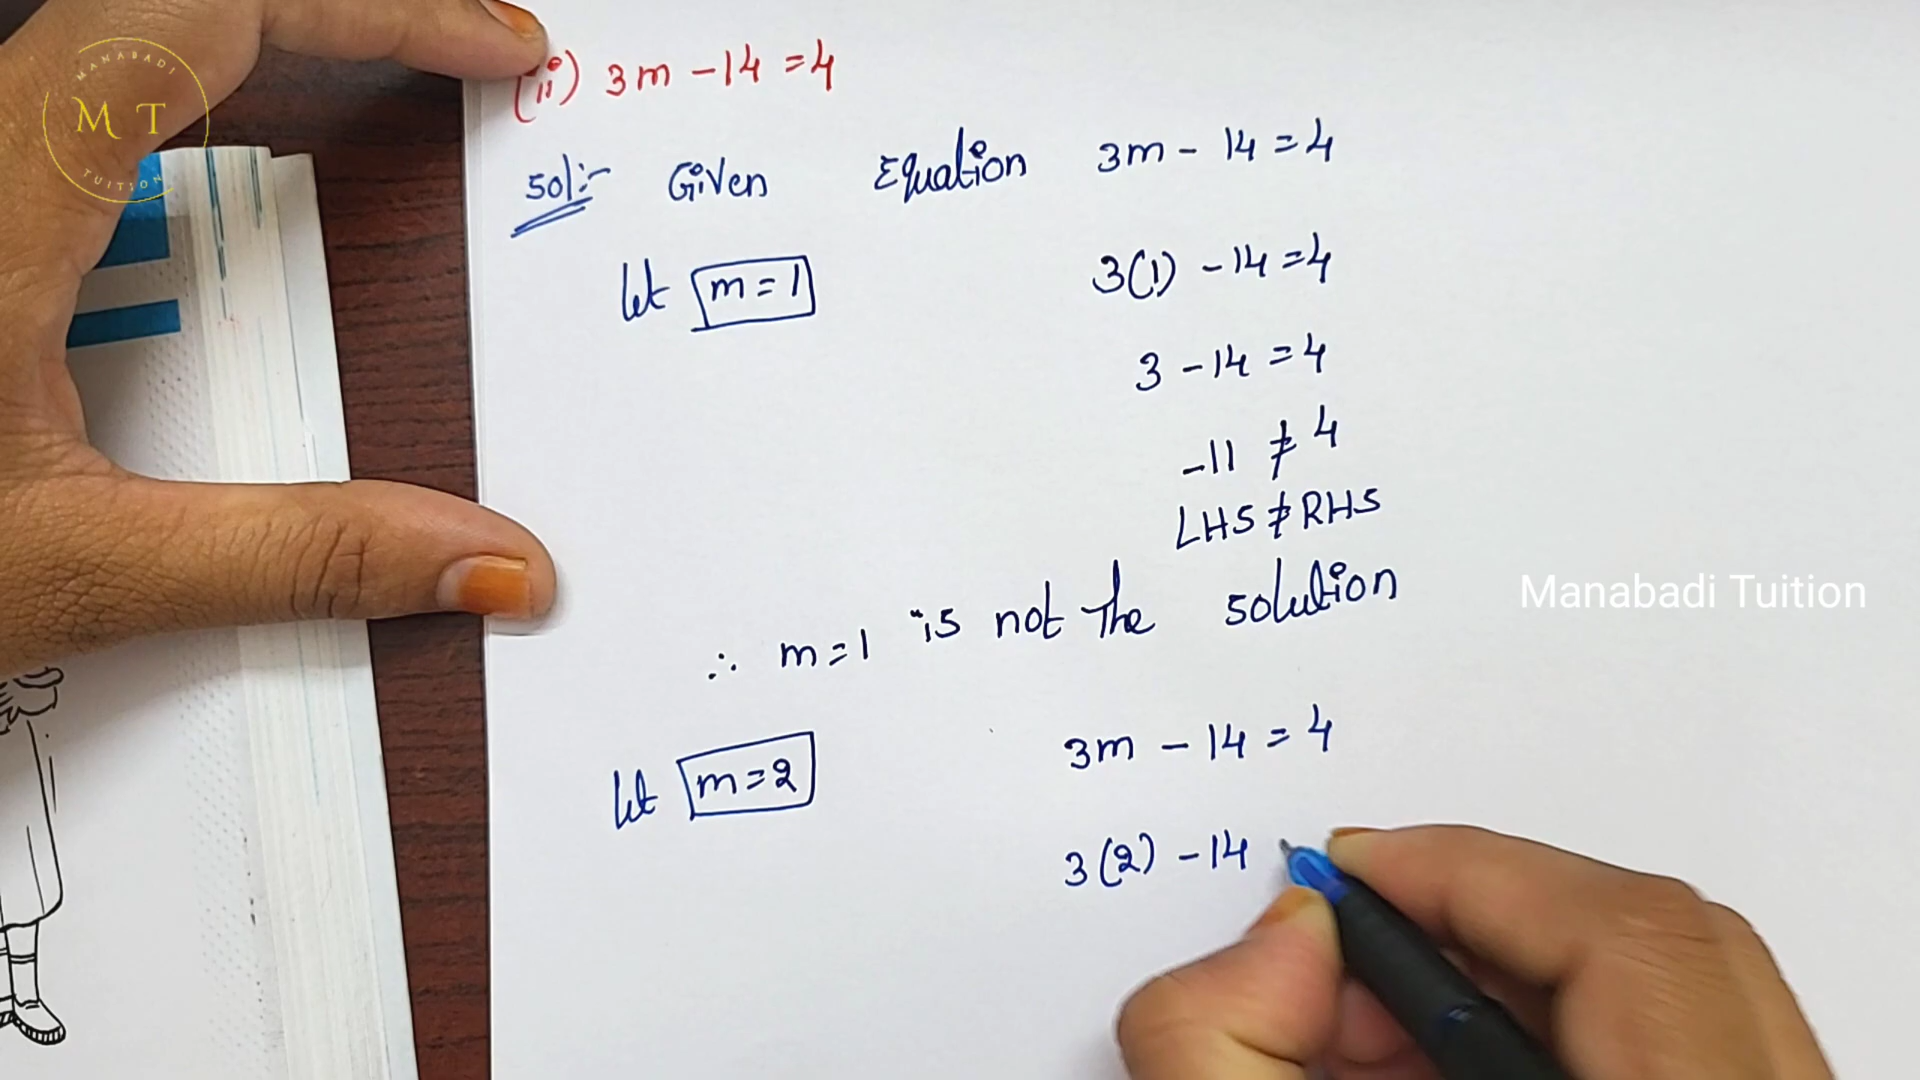 MANABADI
M T
TUITION
(ii) 3m - 14 = 4
Sol:- Given Equation 3m - 14 = 4
let m = 1 3(1) - 14 = 4
3 - 14 = 4
-11 ≠ 4
LHS ≠ RHS
∴ m = 1 is not the solution
Manabadi Tuition
let m = 2 3m - 14 = 4
3(2) - 14